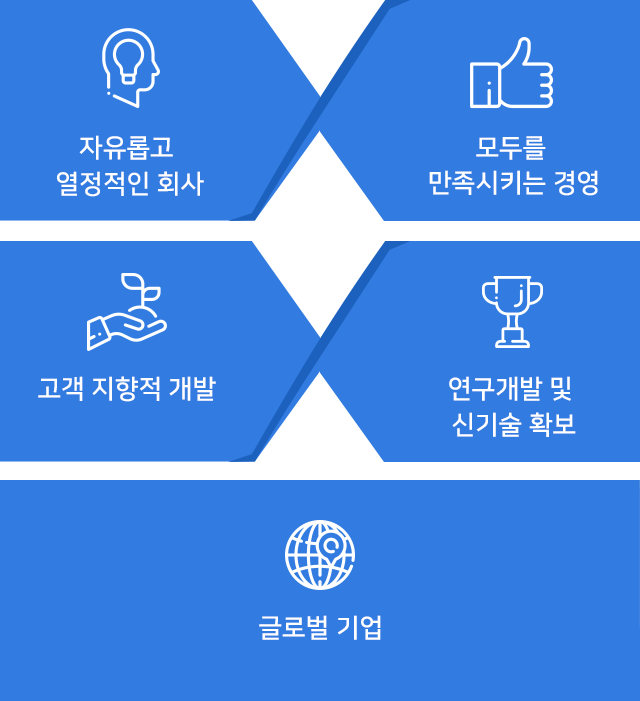 자유롭고
열정적인 회사
모두를
만족시키는 경영
고객 지향적 개발
연구개발 및
신기술 확보
글로벌 기업